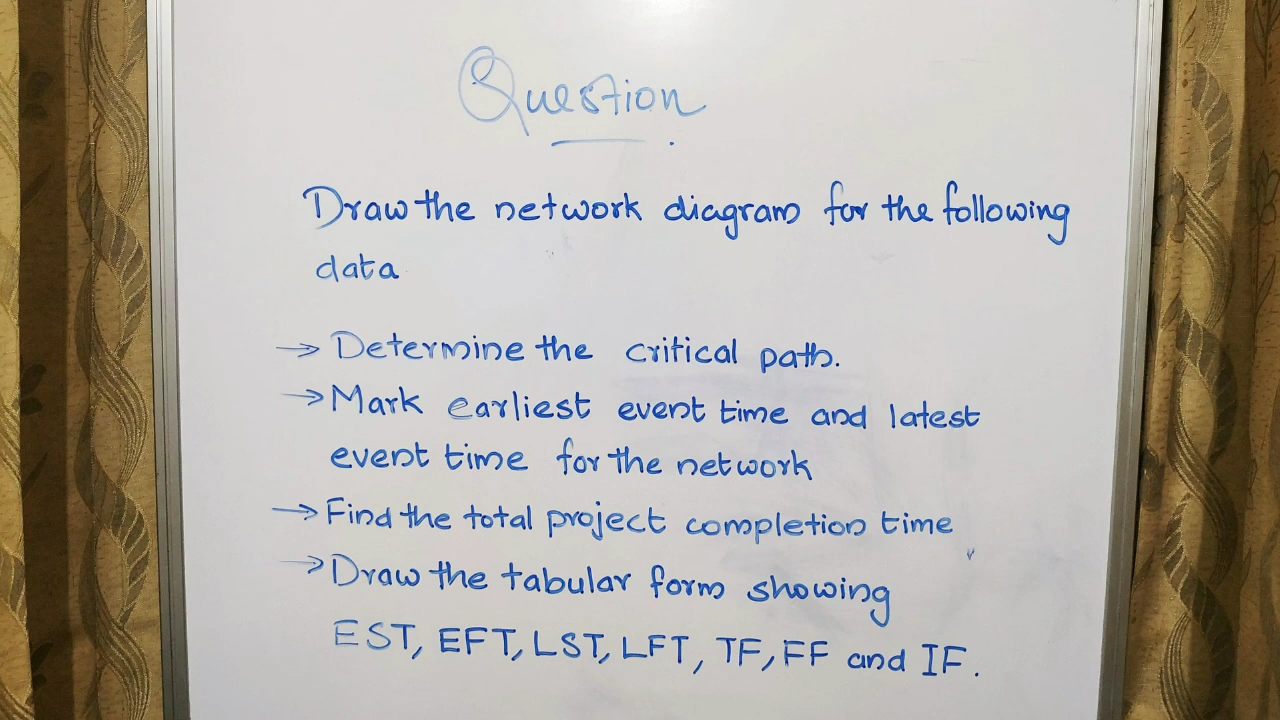 Question
Draw the network diagram for the following
data
→ Determine the critical path.
→ Mark earliest event time and latest
event time for the network
→ Find the total project completion time
→ Draw the tabular form showing
EST, EFT, LST, LFT, TF, FF and IF.